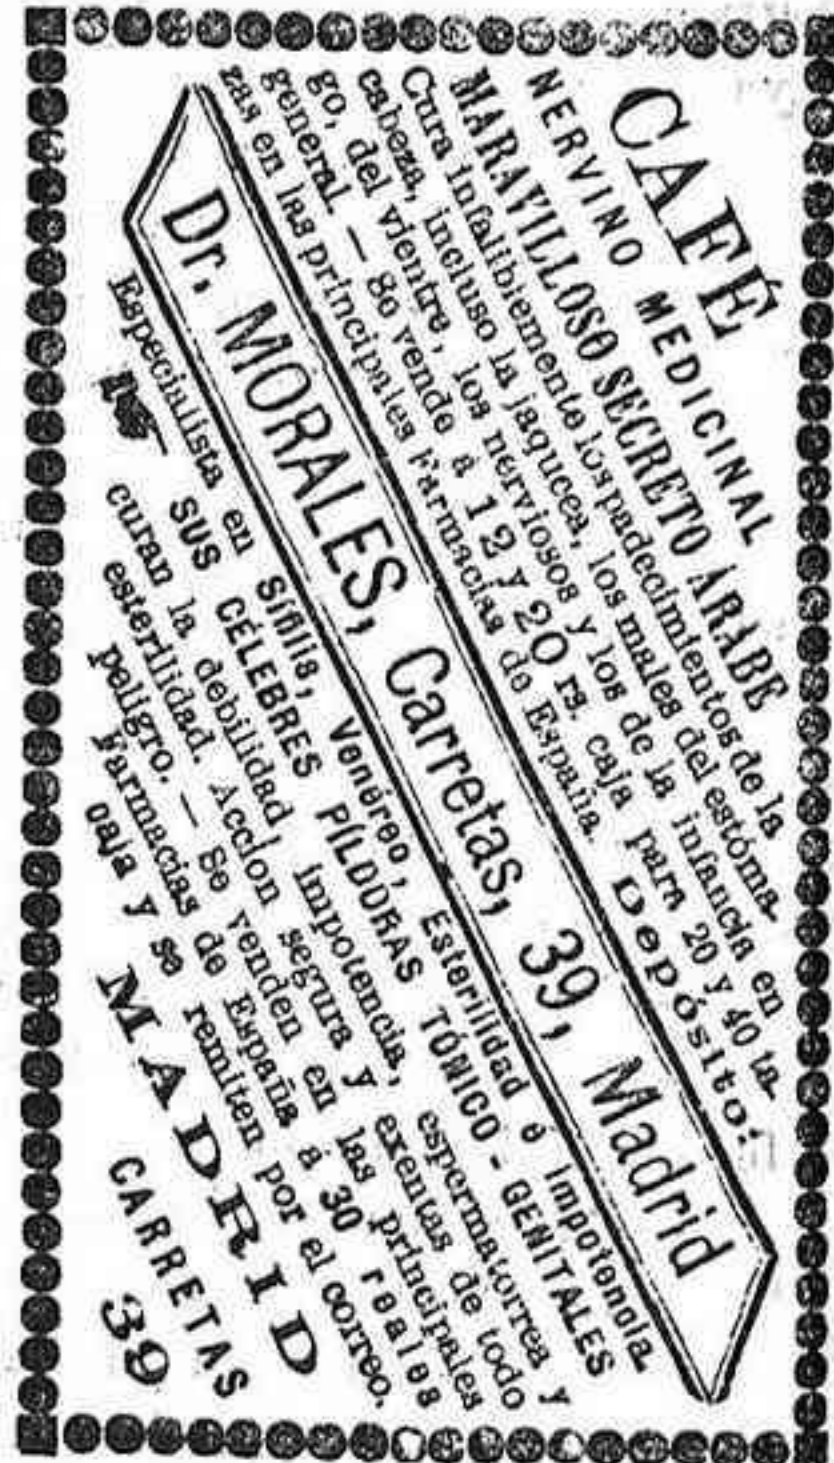 CAFÉ
NERVINO MEDICINAL
MARAVILLOSO SECRETO ÁRABE
Cura infaliblemente los padecimientos de la
cabeza, incluso la jaqucea, los males del estóma-
go, del vientre, los nerviosos y los de la infancia en
general. — Se vende á 12 y 20 rs. caja para 20 y 40 ta-
zas en las principales Farmacias de España. Depósito:
Dr. MORALES, Carretas, 39, Madrid
Especialista en Sífilis, Venéreo, Esterilidad é Impotencia.
SUS CÉLEBRES PÍLDORAS TÓNICO-GENITALES
curan la debilidad, impotencia, espermatorrea y
esterilidad. Acción segura y exentas de todo
peligro. — Se venden en las principales
Farmacias de España á 30 reales
caja y se remiten por el correo.
MADRID
CARRETAS
39